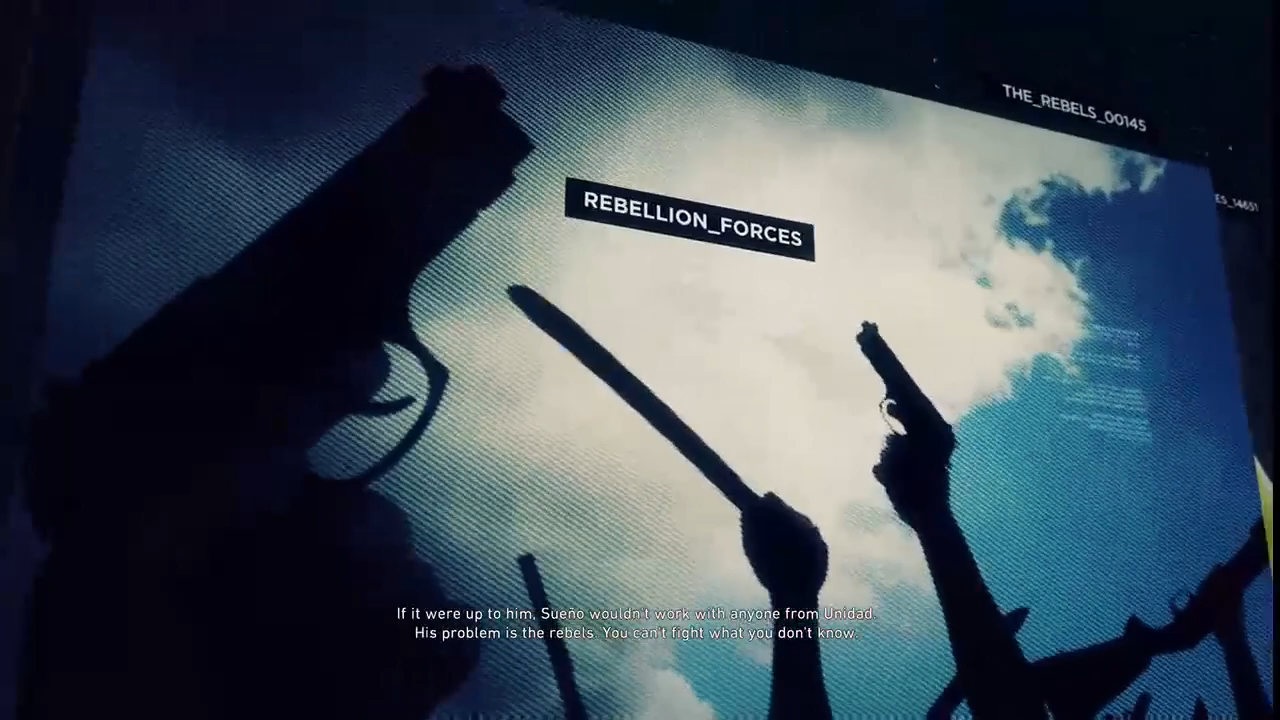 THE_REBELS_00145
REBELLION_FORCES
ES_14651
If it were up to him, Sueño wouldn't work with anyone from Unidad.
His problem is the rebels. You can't fight what you don't know.